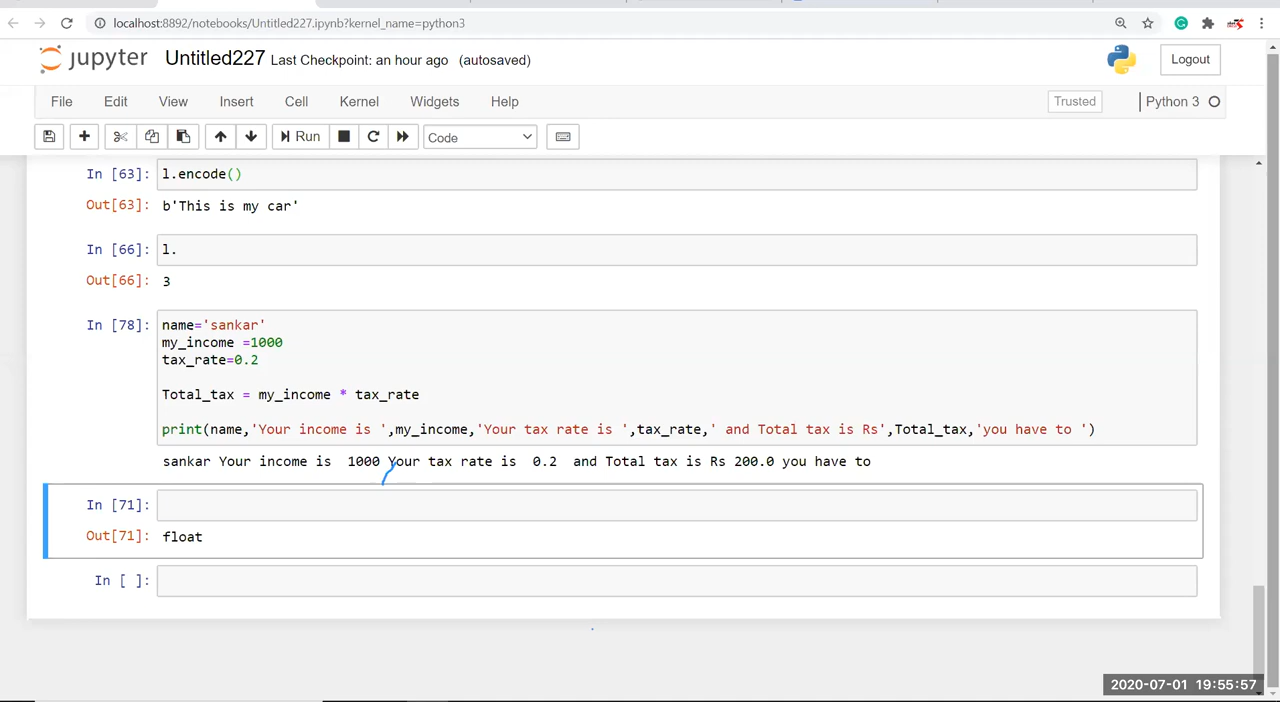 localhost:8892/notebooks/Untitled227.ipynb?kernel_name=python3
jupyter Untitled227 Last Checkpoint: an hour ago (autosaved)
Logout
File Edit View Insert Cell Kernel Widgets Help
Trusted
Python 3
Run
Code
In [63]: l.encode()
Out[63]: b'This is my car'
In [66]: l.
Out[66]: 3
In [78]: name='sankar'
my_income =1000
tax_rate=0.2
Total_tax = my_income * tax_rate
print(name,'Your income is ',my_income,'Your tax rate is ',tax_rate,' and Total tax is Rs',Total_tax,'you have to ')
sankar Your income is  1000 Your tax rate is  0.2  and Total tax is Rs 200.0 you have to
In [71]:
Out[71]: float
In [ ]:
2020-07-01 19:55:57